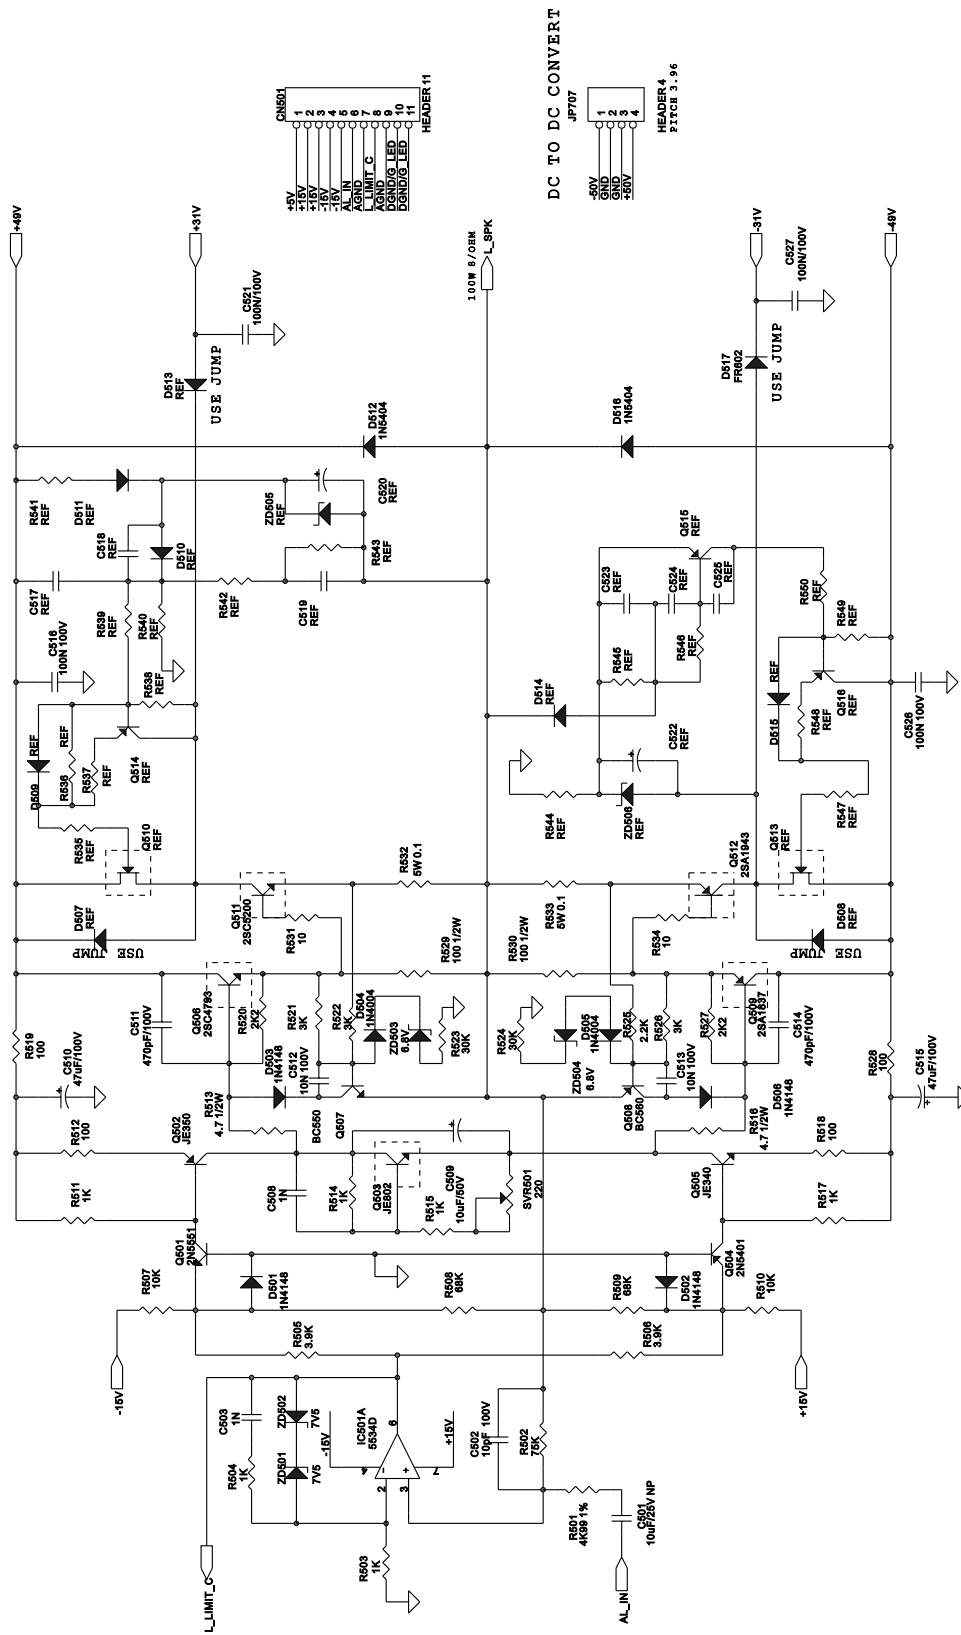 +49V
+31V
L_SPK
100W 8/OHM
-31V
-49V
CN501
+5V
1
+15V
2
+15V
3
-15V
4
-15V
5
AL_IN
6
AGND
7
L_LIMIT_C
8
AGND
9
DGND/G_LED
10
DGND/G_LED
11
HEADER 11
DC TO DC CONVERT
JP707
-50V
1
GND
2
GND
3
+50V
4
HEADER 4
PITCH 3.96
C521
100N/100V
C527
100N/100V
D513
REF
USE JUMP
D517
FR602
USE JUMP
D512
1N5404
D516
1N5404
R541
REF
D511
REF
C518
REF
D510
REF
ZD505
REF
C520
REF
R543
REF
C517
REF
R539
REF
R540
REF
R542
REF
C519
REF
C516
100N 100V
R538
REF
D509
REF
R536
REF
R537
REF
Q514
REF
R535
REF
Q510
REF
D507
REF
USE
JUMP
Q515
REF
C523
REF
C524
REF
C525
REF
R545
REF
R546
REF
R550
REF
R549
REF
D514
REF
C522
REF
R544
REF
ZD506
REF
D515
REF
R548
REF
Q516
REF
C526
100N 100V
R547
REF
Q513
REF
D508
REF
USE
JUMP
Q511
2SC5200
R531
10
R532
5W 0.1
R533
5W 0.1
R534
10
Q512
2SA1943
R529
100 1/2W
R530
100 1/2W
R519
100
C510
47uF/100V
C511
470pF/100V
Q506
2SC4793
R520
2K2
R521
3K
R522
3K
D503
1N4148
C512
10N 100V
D504
1N4004
ZD503
6.8V
R523
30K
R524
30K
ZD504
6.8V
D505
1N4004
R525
2.2K
R526
3K
R527
2K2
C513
10N 100V
Q509
2SA1837
C514
470pF/100V
R528
100
C515
47uF/100V
D506
1N4148
BC550
Q507
Q508
BC560
R512
100
Q502
JE350
R513
4.7 1/2W
R516
4.7 1/2W
R518
100
R511
1K
C508
1N
R514
1K
Q503
JE802
R515
1K
C509
10uF/50V
SVR501
220
Q505
JE340
R517
1K
Q501
2N5551
Q504
2N5401
R507
10K
D501
1N4148
R508
68K
R509
68K
D502
1N4148
R510
10K
R505
3.9K
R506
3.9K
-15V
+15V
C503
1N
R504
1K
ZD502
7V5
ZD501
7V5
-15V
IC501A
5534D
+15V
2
3
4
6
7
-
+
C502
10pF 100V
R502
75K
R501
4K99 1%
C501
10uF/25V NP
R503
1K
L_LIMIT_C
AL_IN